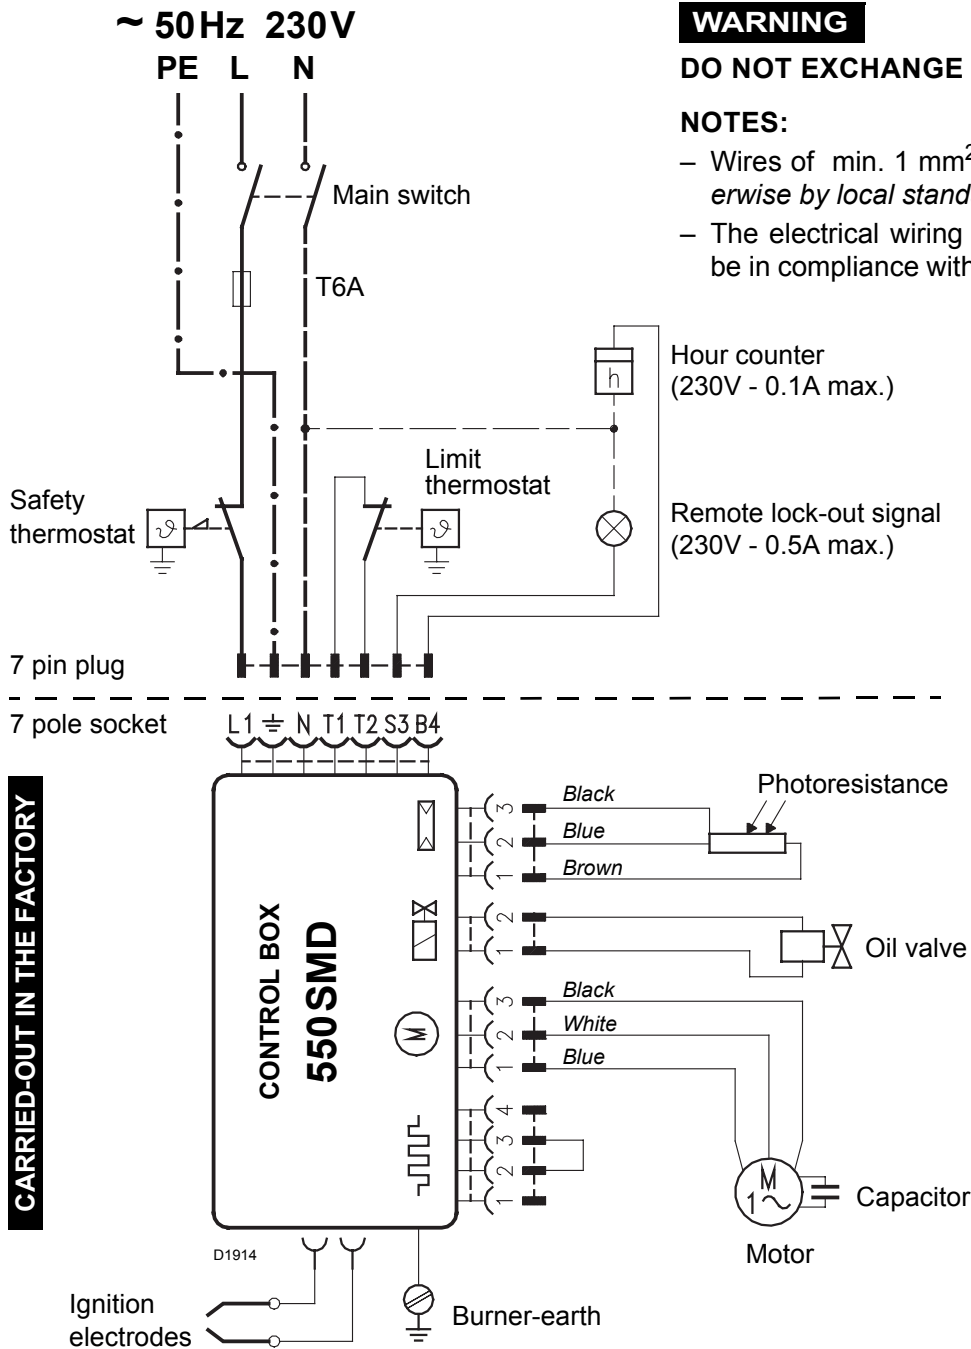 ~ 50Hz 230V
PE L N
WARNING
DO NOT EXCHANGE
NOTES:
– Wires of min. 1 mm²
erwise by local stand
– The electrical wiring
be in compliance with
Main switch
T6A
h
Hour counter
(230V - 0.1A max.)
Limit
thermostat
Safety
thermostat
ϑ
ϑ
Remote lock-out signal
(230V - 0.5A max.)
7 pin plug
7 pole socket
L1 N T1 T2 S3 B4
CARRIED-OUT IN THE FACTORY
CONTROL BOX
550SMD
3 Black
2 Blue
1 Brown
Photoresistance
2
1
Oil valve
M
3 Black
2 White
1 Blue
4
3
2
1
M
1~
Capacitor
Motor
D1914
Ignition
electrodes
Burner-earth